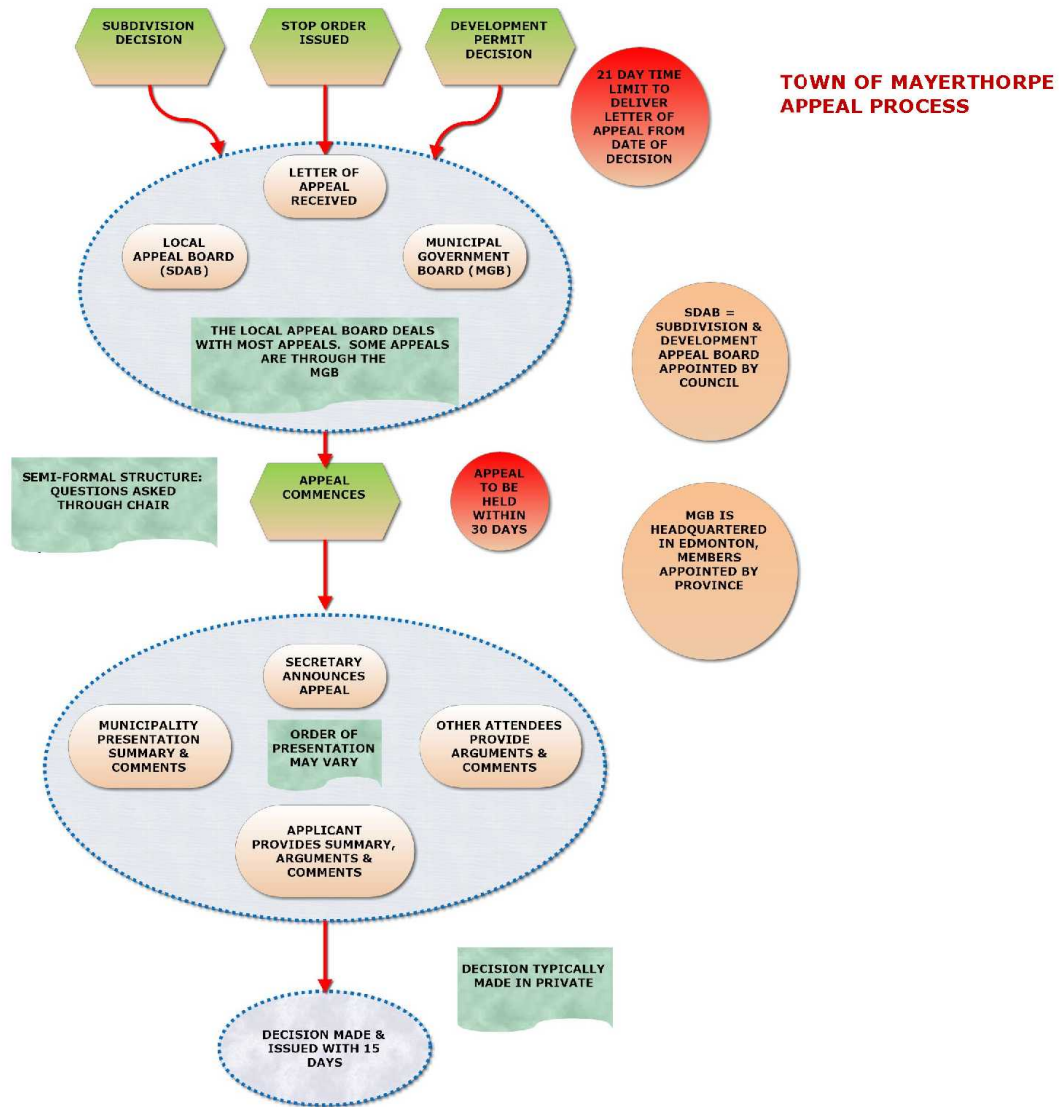 SUBDIVISION
DECISION
STOP ORDER
ISSUED
DEVELOPMENT
PERMIT
DECISION
21 DAY TIME
LIMIT TO
DELIVER
LETTER OF
APPEAL FROM
DATE OF
DECISION
TOWN OF MAYERTHORPE
APPEAL PROCESS
LETTER OF
APPEAL
RECEIVED
LOCAL
APPEAL BOARD
(SDAB)
MUNICIPAL
GOVERNMENT
BOARD (MGB)
THE LOCAL APPEAL BOARD DEALS
WITH MOST APPEALS. SOME APPEALS
ARE THROUGH THE
MGB
SDAB =
SUBDIVISION &
DEVELOPMENT
APPEAL BOARD
APPOINTED BY
COUNCIL
SEMI-FORMAL STRUCTURE:
QUESTIONS ASKED
THROUGH CHAIR
APPEAL
COMMENCES
APPEAL
TO BE
HELD
WITHIN
30 DAYS
MGB IS
HEADQUARTERED
IN EDMONTON,
MEMBERS
APPOINTED BY
PROVINCE
SECRETARY
ANNOUNCES
APPEAL
MUNICIPALITY
PRESENTATION
SUMMARY &
COMMENTS
ORDER OF
PRESENTATION
MAY VARY
OTHER ATTENDEES
PROVIDE
ARGUMENTS &
COMMENTS
APPLICANT
PROVIDES SUMMARY,
ARGUMENTS &
COMMENTS
DECISION TYPICALLY
MADE IN PRIVATE
DECISION MADE &
ISSUED WITH 15
DAYS